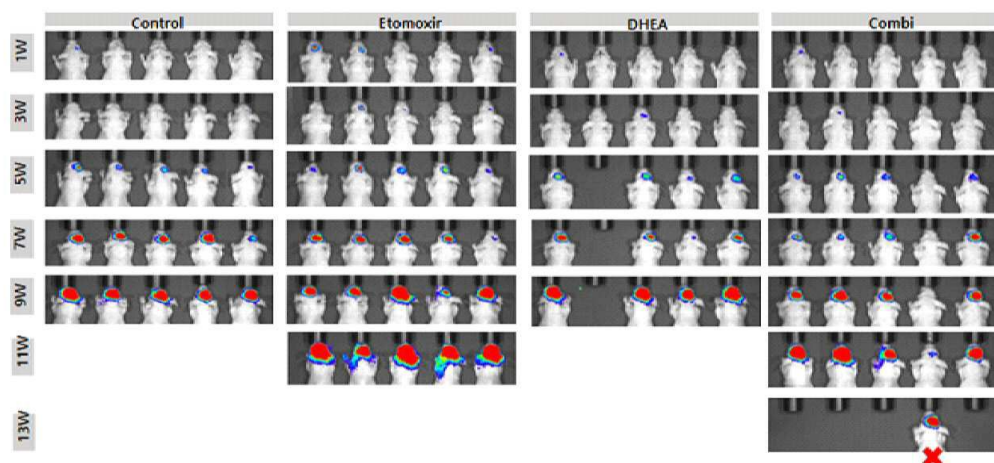 Control Etomoxir DHEA Combi
1W
3W
5W
7W
9W
11W
13W